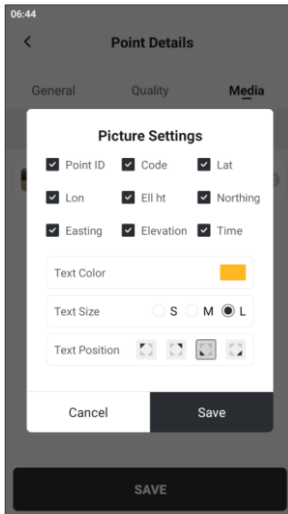 06:44
Point Details
General Quality Media
Picture Settings
Point ID Code Lat
Lon Ell ht Northing
Easting Elevation Time
Text Color
Text Size S M L
Text Position
Cancel Save
SAVE